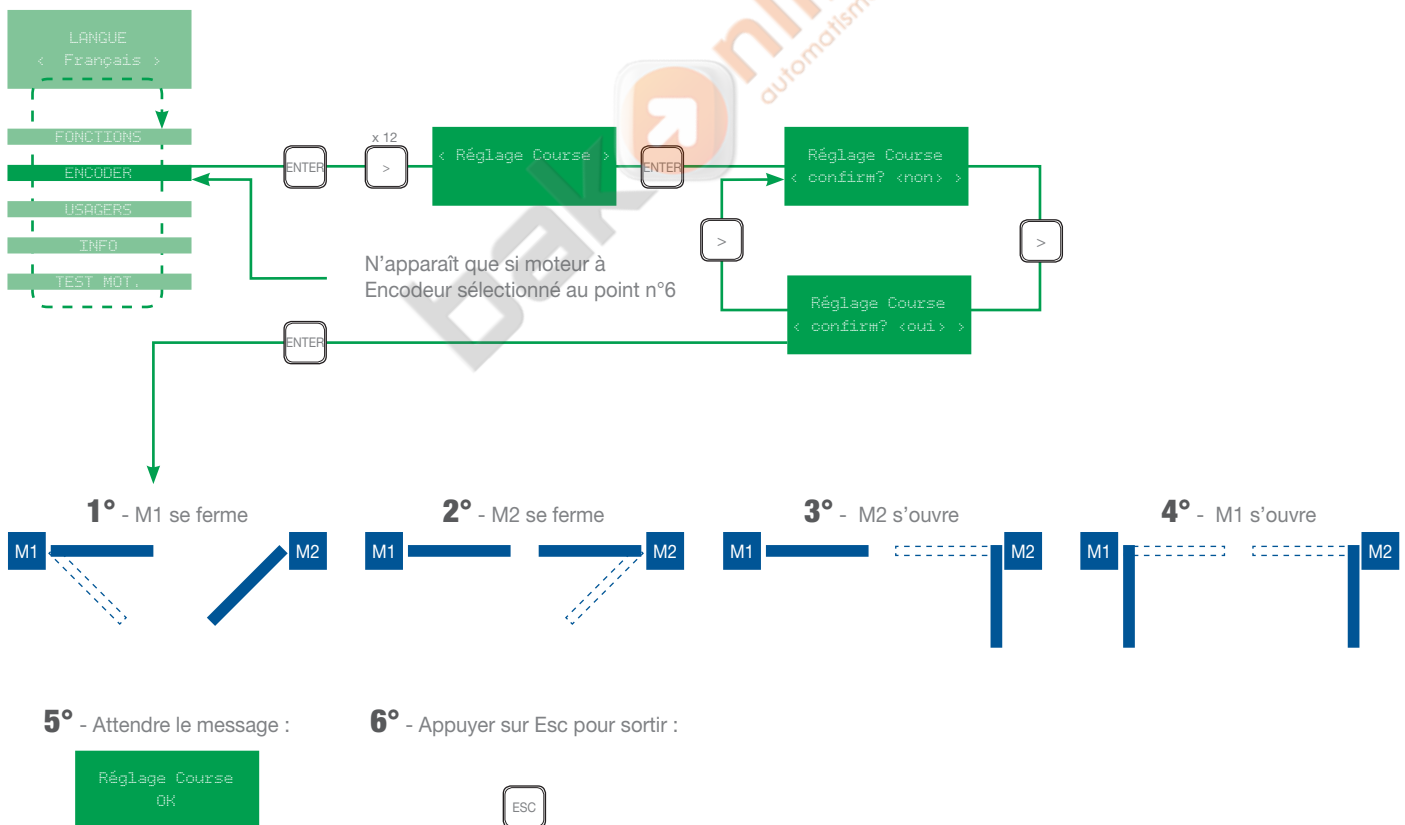 LANGUE
< Français >
FONCTIONS
ENCODER
USAGERS
INFO
TEST MOT.
ENTER
x 12
>
< Réglage Course >
ENTER
Réglage Course
< confirm? <non> >
>
>
Réglage Course
< confirm? <oui> >
N'apparaît que si moteur à
Encodeur sélectionné au point n°6
ENTER
1° - M1 se ferme
M1
M2
2° - M2 se ferme
M1
M2
3° - M2 s'ouvre
M1
M2
4° - M1 s'ouvre
M1
M2
5° - Attendre le message :
Réglage Course
OK
6° - Appuyer sur Esc pour sortir :
ESC
bak